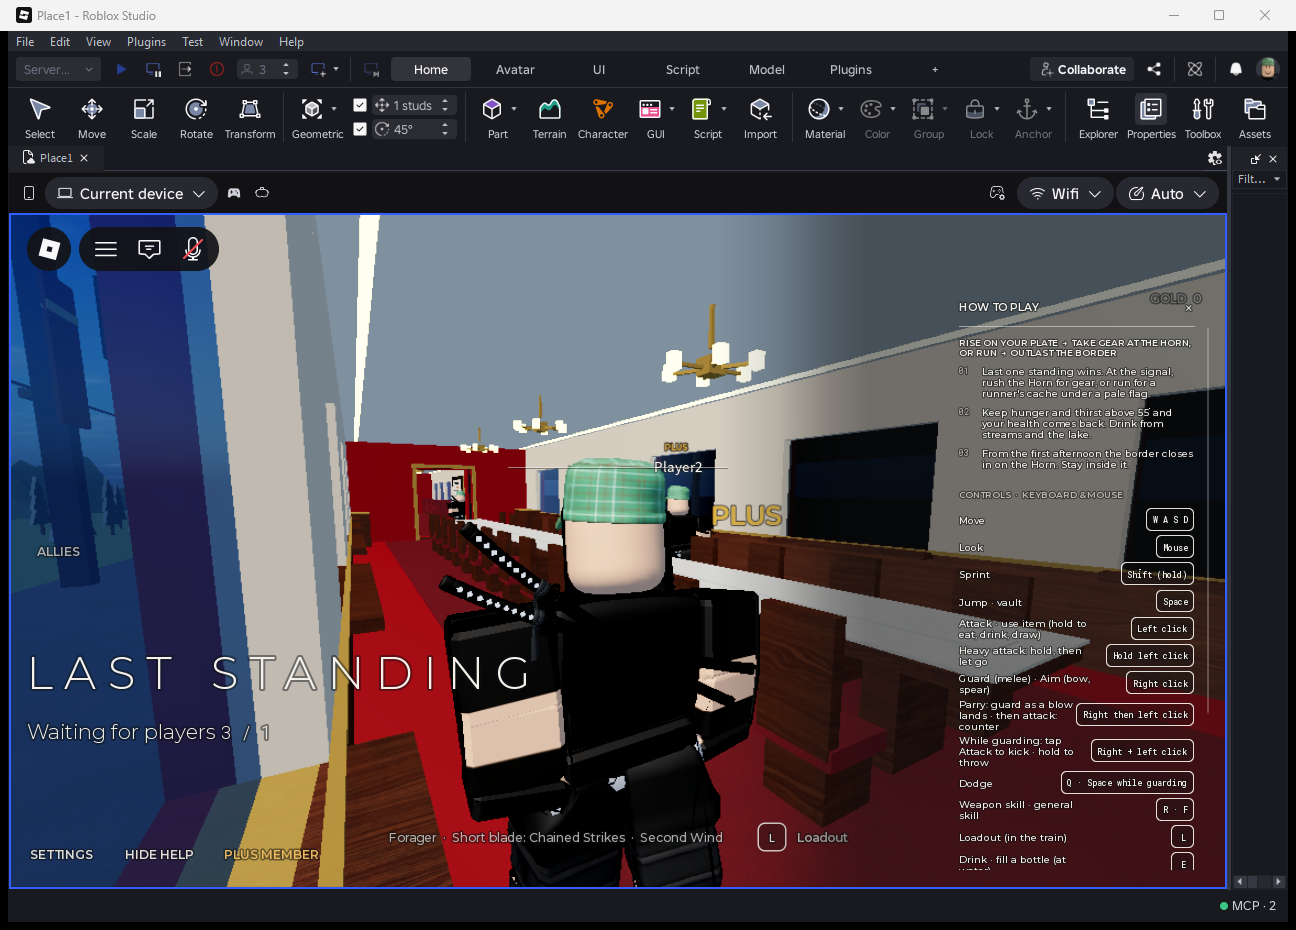 Place1 - Roblox Studio
File Edit View Plugins Test Window Help
Server... 3 Home Avatar UI Script Model Plugins + Collaborate
1 studs
45°
Select Move Scale Rotate Transform Geometric Part Terrain Character GUI Script Import Material Color Group Lock Anchor Explorer Properties Toolbox Assets
Place1
Filt...
Current device Wifi Auto
GOLD 0
HOW TO PLAY ×
RISE ON YOUR PLATE → TAKE GEAR AT THE HORN,
OR RUN → OUTLAST THE BORDER
01 Last one standing wins. At the signal,
rush the Horn for gear, or run for a
runner's cache under a pale flag.
02 Keep hunger and thirst above 55 and
your health comes back. Drink from
streams and the lake.
03 From the first afternoon the border closes
in on the Horn. Stay inside it.
CONTROLS · KEYBOARD & MOUSE
Move W A S D
Look Mouse
Sprint Shift (hold)
Jump · vault Space
Attack · use item (hold to
eat, drink, draw) Left click
Heavy attack: hold, then
let go Hold left click
Guard (melee) · Aim (bow,
spear) Right click
Parry: guard as a blow
lands · then attack:
counter Right then left click
While guarding: tap
Attack to kick · hold to
throw Right + left click
Dodge Q · Space while guarding
Weapon skill · general
skill R · F
Loadout (in the train) L
Drink · fill a bottle (at
water) E
PLUS
Player2
PLUS
ALLIES
LAST STANDING
Waiting for players 3 / 1
Forager · Short blade: Chained Strikes · Second Wind L Loadout
SETTINGS HIDE HELP PLUS MEMBER
MCP · 2